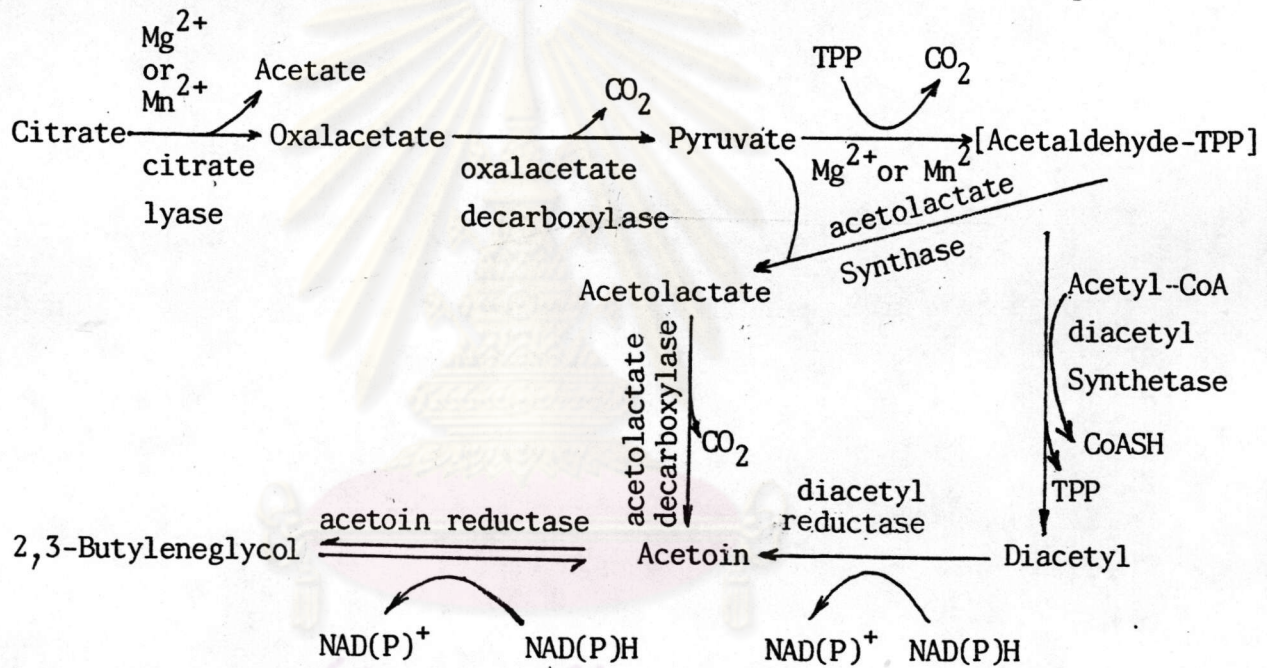 Mg2+
or
Mn2+
Acetate
CO2
TPP
CO2
Citrate
Oxalacetate
Pyruvate
[Acetaldehyde-TPP]
citrate
lyase
oxalacetate
decarboxylase
Mg2+ or Mn2
acetolactate
Synthase
Acetolactate
Acetyl-CoA
diacetyl
Synthetase
CoASH
TPP
acetolactate
decarboxylase
CO2
diacetyl
reductase
acetoin reductase
2,3-Butyleneglycol
Acetoin
Diacetyl
NAD(P)+
NAD(P)H
NAD(P)+
NAD(P)H